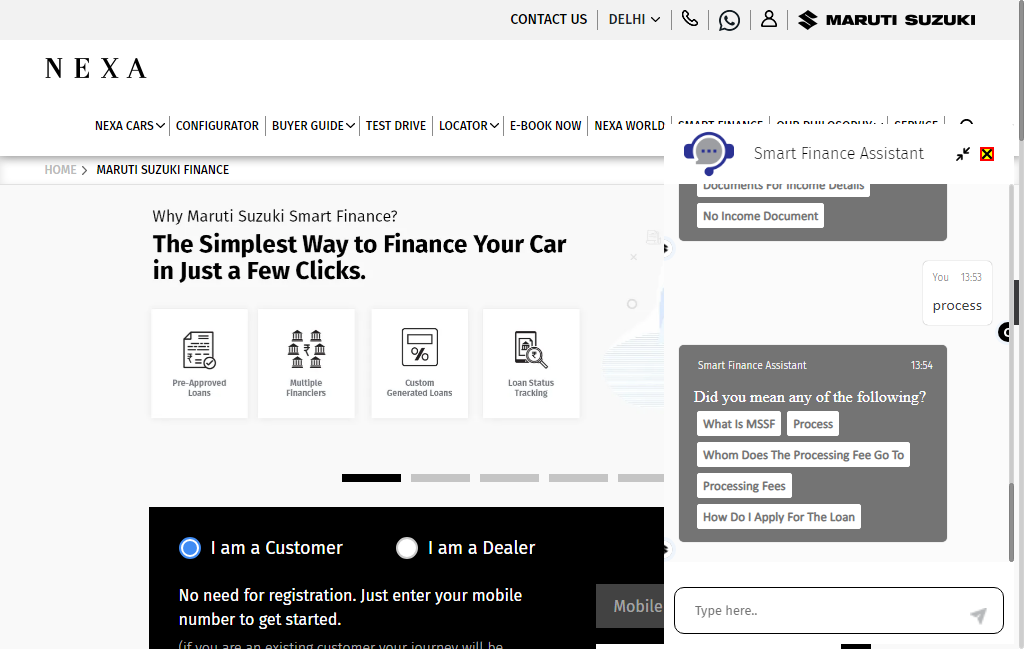 CONTACT US
DELHI
MARUTI SUZUKI
NEXA
NEXA CARS
CONFIGURATOR
BUYER GUIDE
TEST DRIVE
LOCATOR
E-BOOK NOW
NEXA WORLD
SMART FINANCE
OUR PHILOSOPHY
SERVICE
HOME
MARUTI SUZUKI FINANCE
Why Maruti Suzuki Smart Finance?
The Simplest Way to Finance Your Car
in Just a Few Clicks.
Pre-Approved
Loans
Multiple
Financiers
Custom
Generated Loans
Loan Status
Tracking
I am a Customer
I am a Dealer
No need for registration. Just enter your mobile
number to get started.
(if you are an existing customer your journey will be
Mobile
Smart Finance Assistant
Documents For Income Details
No Income Document
You 13:53
process
Smart Finance Assistant 13:54
Did you mean any of the following?
What Is MSSF
Process
Whom Does The Processing Fee Go To
Processing Fees
How Do I Apply For The Loan
Type here..